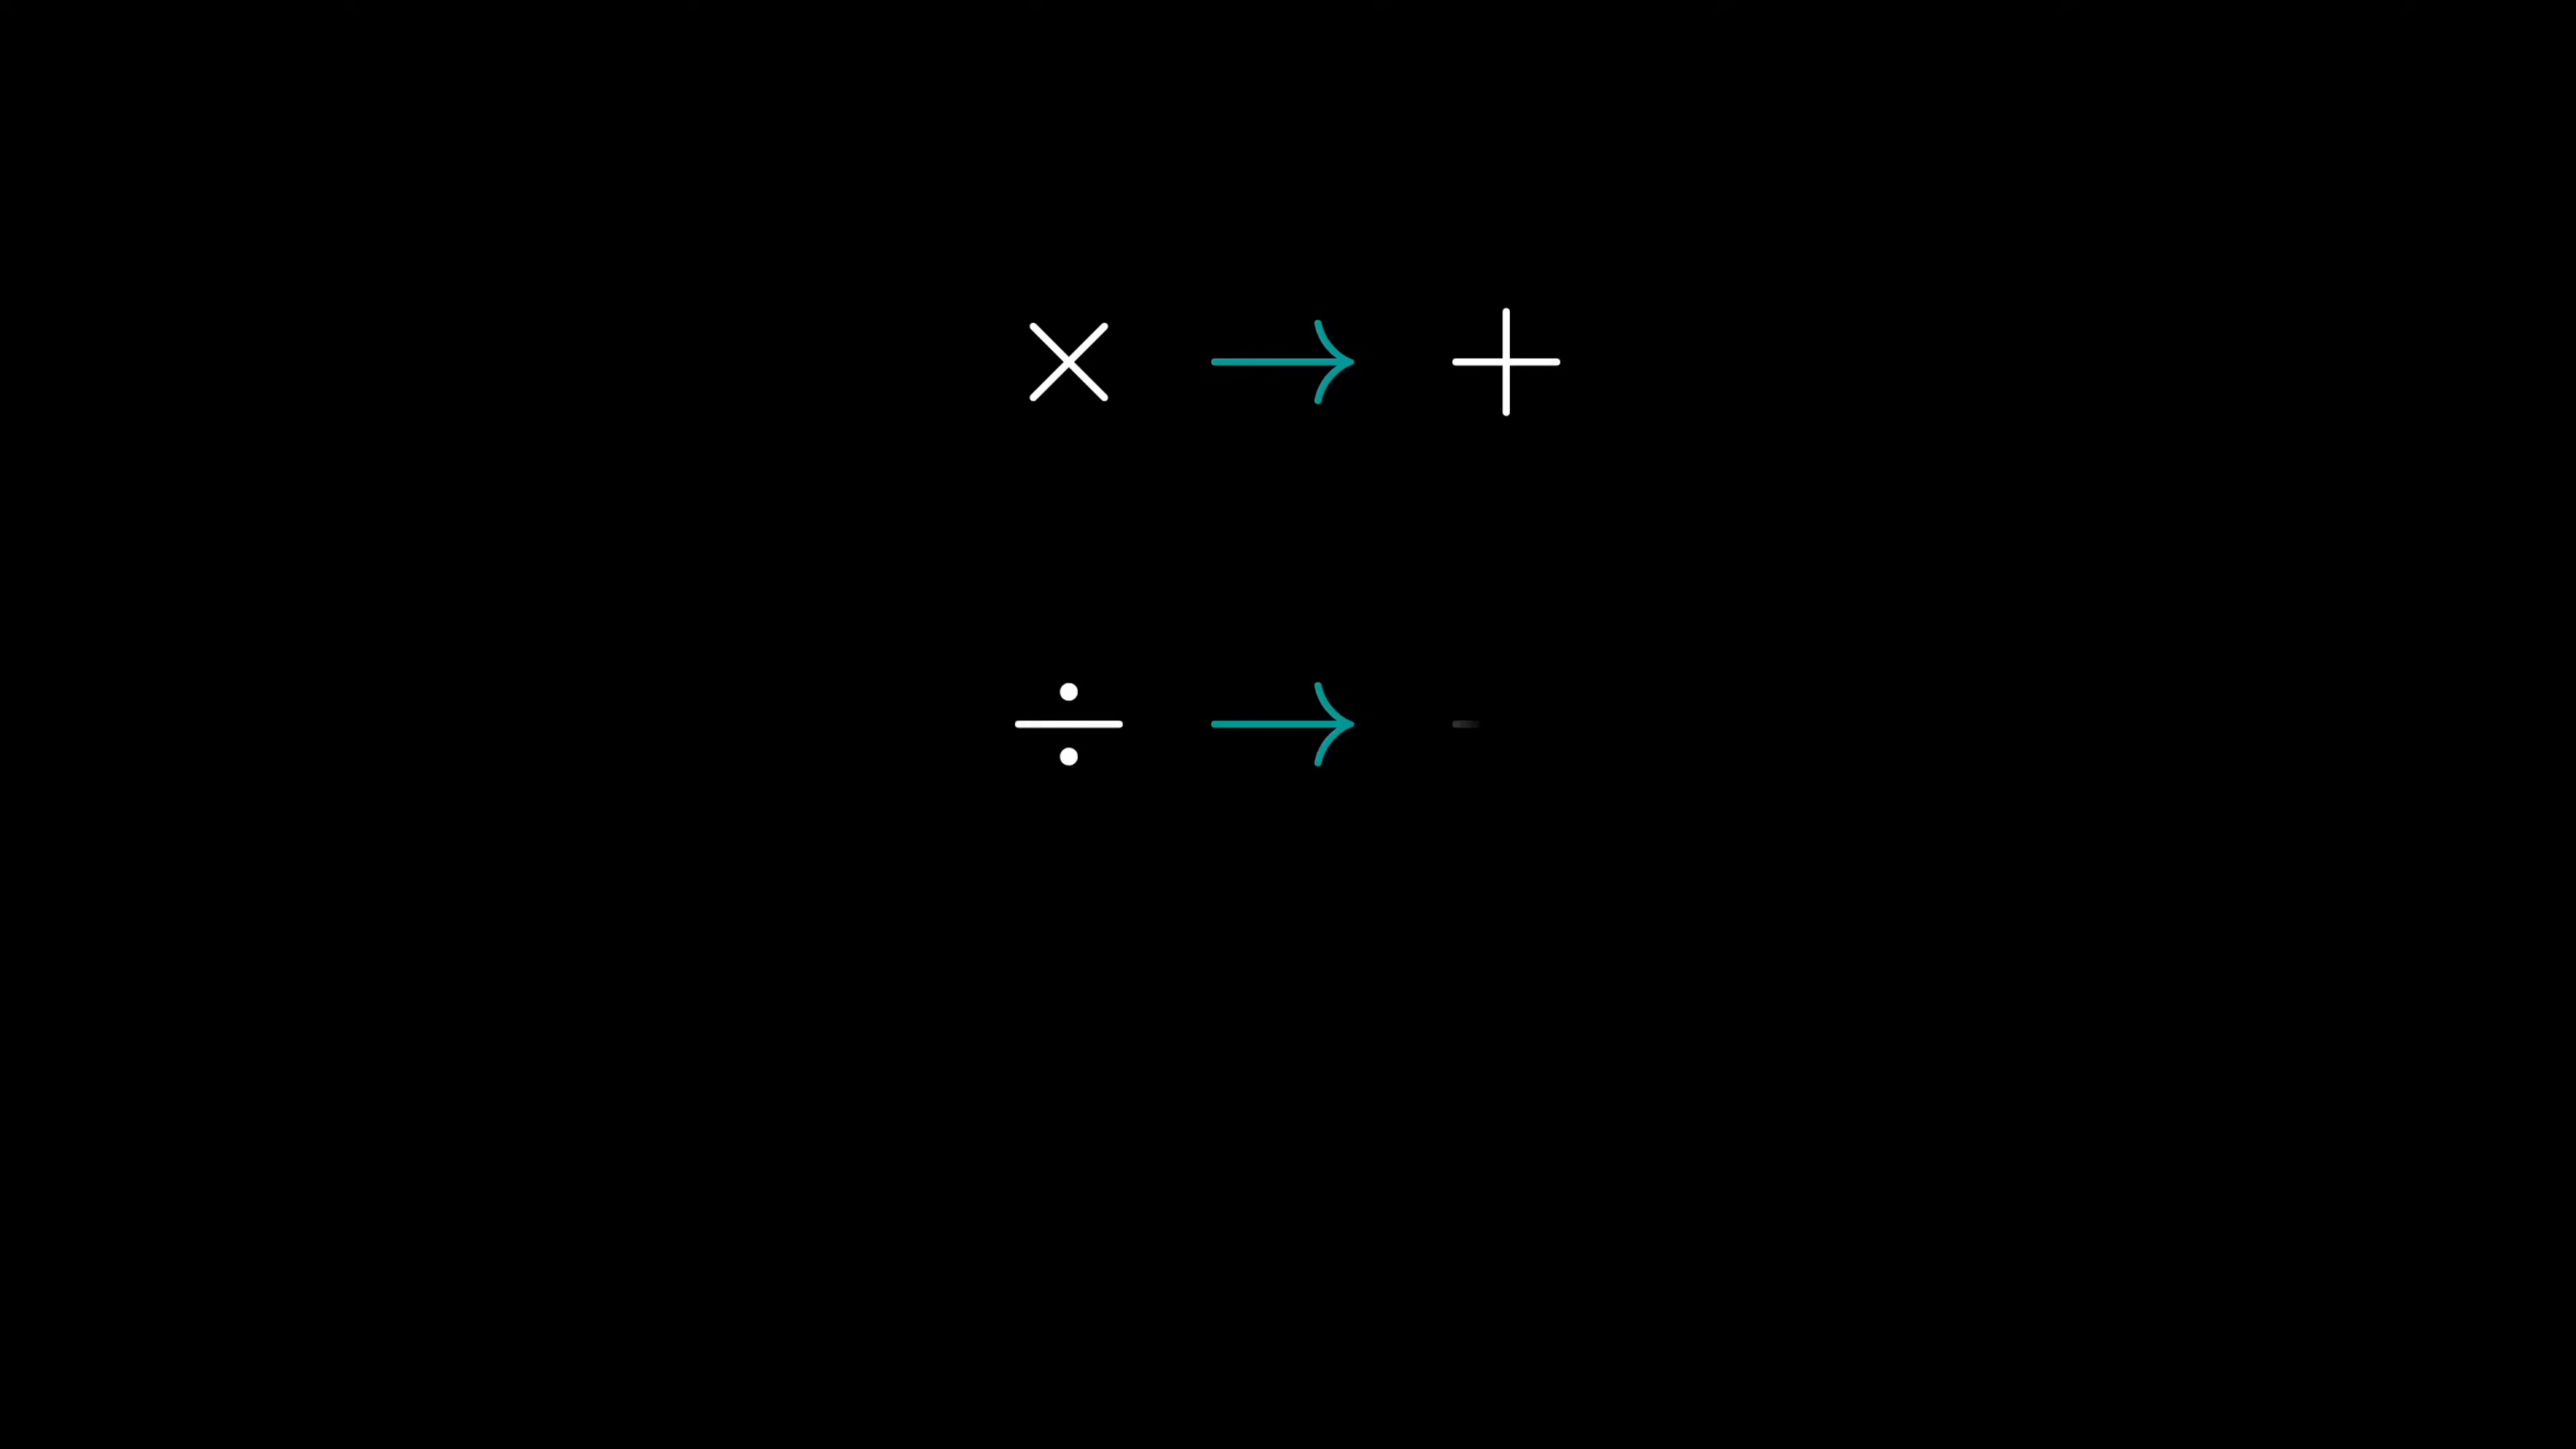 × → +
÷ →